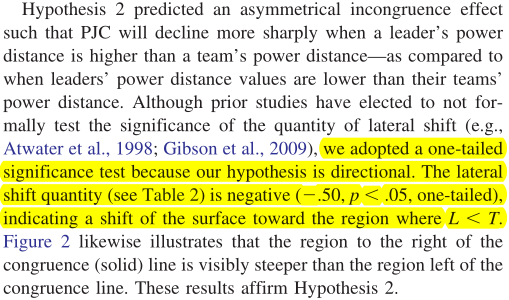 Hypothesis 2 predicted an asymmetrical incongruence effect
such that PJC will decline more sharply when a leader's power
distance is higher than a team's power distance—as compared to
when leaders' power distance values are lower than their teams'
power distance. Although prior studies have elected to not for-
mally test the significance of the quantity of lateral shift (e.g.,
Atwater et al., 1998; Gibson et al., 2009), we adopted a one-tailed
significance test because our hypothesis is directional. The lateral
shift quantity (see Table 2) is negative (−.50, p < .05, one-tailed),
indicating a shift of the surface toward the region where L < T.
Figure 2 likewise illustrates that the region to the right of the
congruence (solid) line is visibly steeper than the region left of the
congruence line. These results affirm Hypothesis 2.